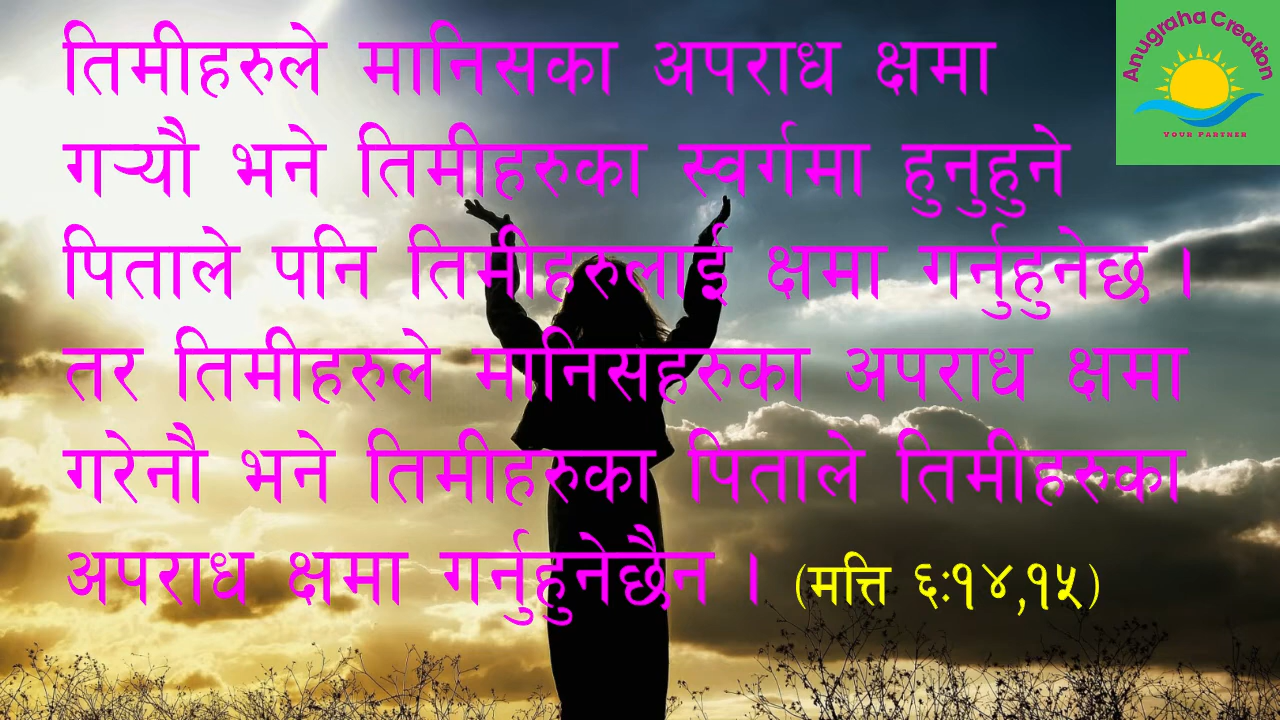 तिमीहरुले मानिसका अपराध क्षमा
गर्‍यौ भने तिमीहरुका स्वर्गमा हुनुहुने
पिताले पनि तिमीहरुलाई क्षमा गर्नुहुनेछ ।
तर तिमीहरुले मानिसहरुका अपराध क्षमा
गरेनौ भने तिमीहरुका पिताले तिमीहरुका
अपराध क्षमा गर्नुहुनेछैन । (मत्ति ६:१४,१५)
Anugraha Creation
YOUR PARTNER